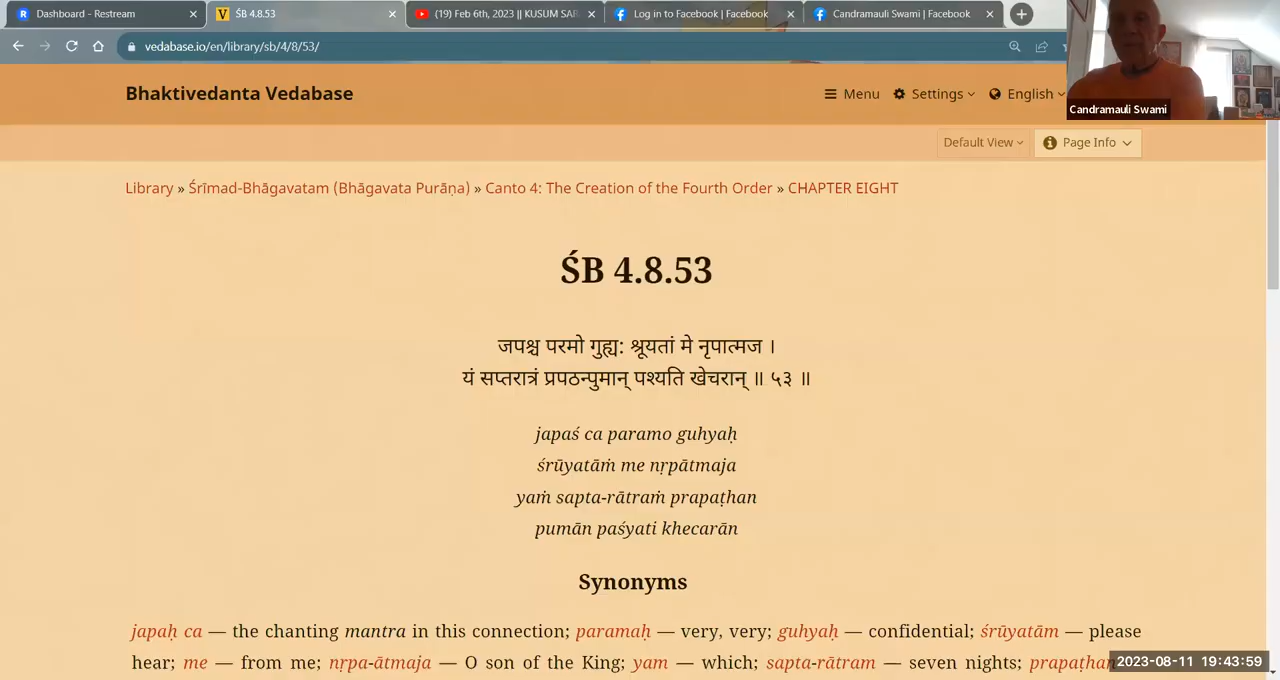 Dashboard - Restream
ŚB 4.8.53
(19) Feb 6th, 2023 || KUSUM SAR
Log in to Facebook | Facebook
Candramauli Swami | Facebook
vedabase.io/en/library/sb/4/8/53/
Bhaktivedanta Vedabase
Menu
Settings
English
Candramauli Swami
Default View
Page Info
Library » Śrīmad-Bhāgavatam (Bhāgavata Purāṇa) » Canto 4: The Creation of the Fourth Order » CHAPTER EIGHT
ŚB 4.8.53
जपश्च परमो गुह्य: श्रूयतां मे नृपात्मज ।
यं सप्तरात्रं प्रपठन्पुमान् पश्यति खेचरान् ॥ ५३ ॥
japaś ca paramo guhyaḥ
śrūyatāṁ me nṛpātmaja
yaṁ sapta-rātraṁ prapaṭhan
pumān paśyati khecarān
Synonyms
japaḥ ca — the chanting mantra in this connection; paramaḥ — very, very; guhyaḥ — confidential; śrūyatām — please
hear; me — from me; nṛpa-ātmaja — O son of the King; yam — which; sapta-rātram — seven nights; prapaṭhan
2023-08-11 19:43:59